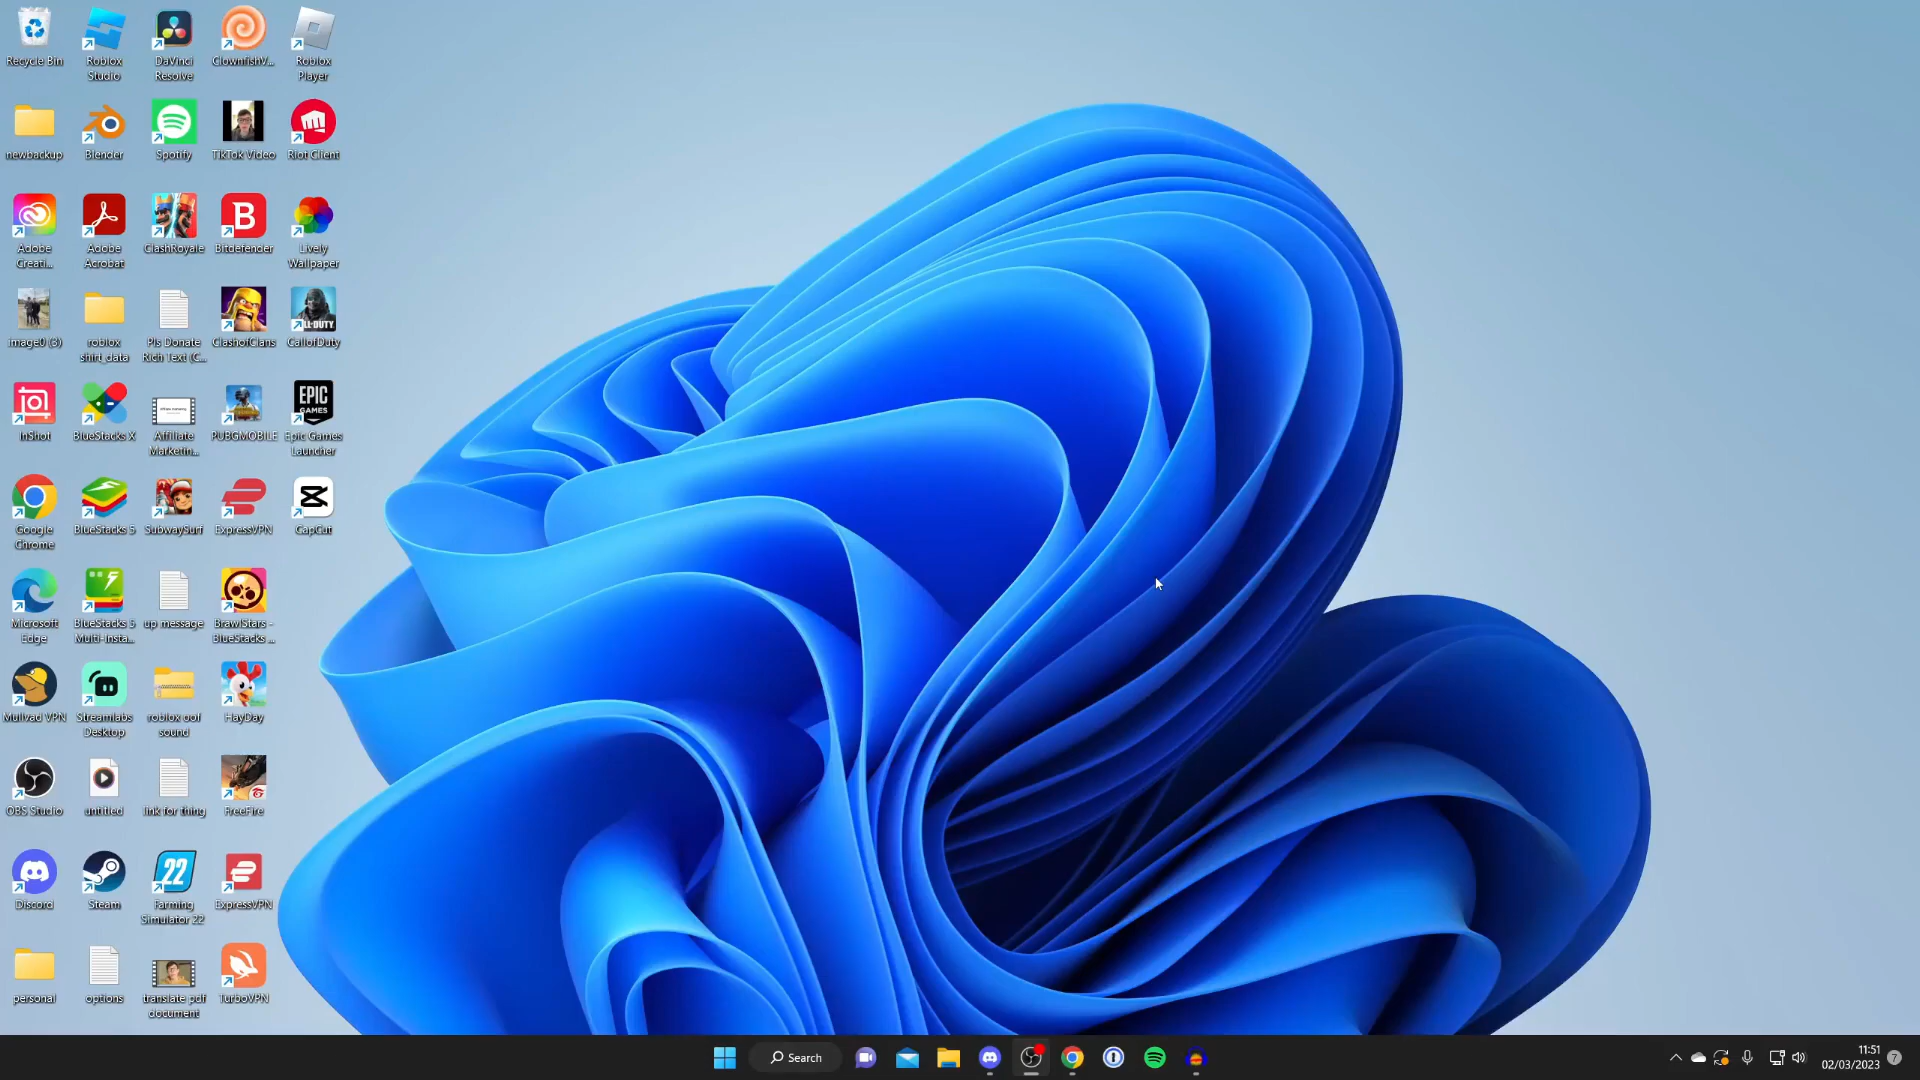 Recycle Bin
Roblox
Studio
DaVinci
Resolve
ClownfishV...
Roblox
Player
newbackup
Blender
Spotify
TikTok Video
Riot Client
Adobe
Creati...
Adobe
Acrobat
ClashRoyale
Bitdefender
Lively
Wallpaper
image0 (3)
roblox
shirt_data
Pls Donate
Rich Text (C...
ClashofClans
CallofDuty
InShot
BlueStacks X
Affiliate
Marketin...
PUBGMOBILE
EPIC
GAMES
Epic Games
Launcher
Google
Chrome
BlueStacks 5
SubwaySurf
ExpressVPN
CapCut
Microsoft
Edge
BlueStacks 5
Multi-Insta...
up message
BrawlStars -
BlueStacks ...
Mullvad VPN
Streamlabs
Desktop
roblox oof
sound
HayDay
OBS Studio
untitled
link for thing
FreeFire
Discord
Steam
22
Farming
Simulator 22
ExpressVPN
personal
options
translate pdf
document
TurboVPN
Search
11:51
02/03/2023
7